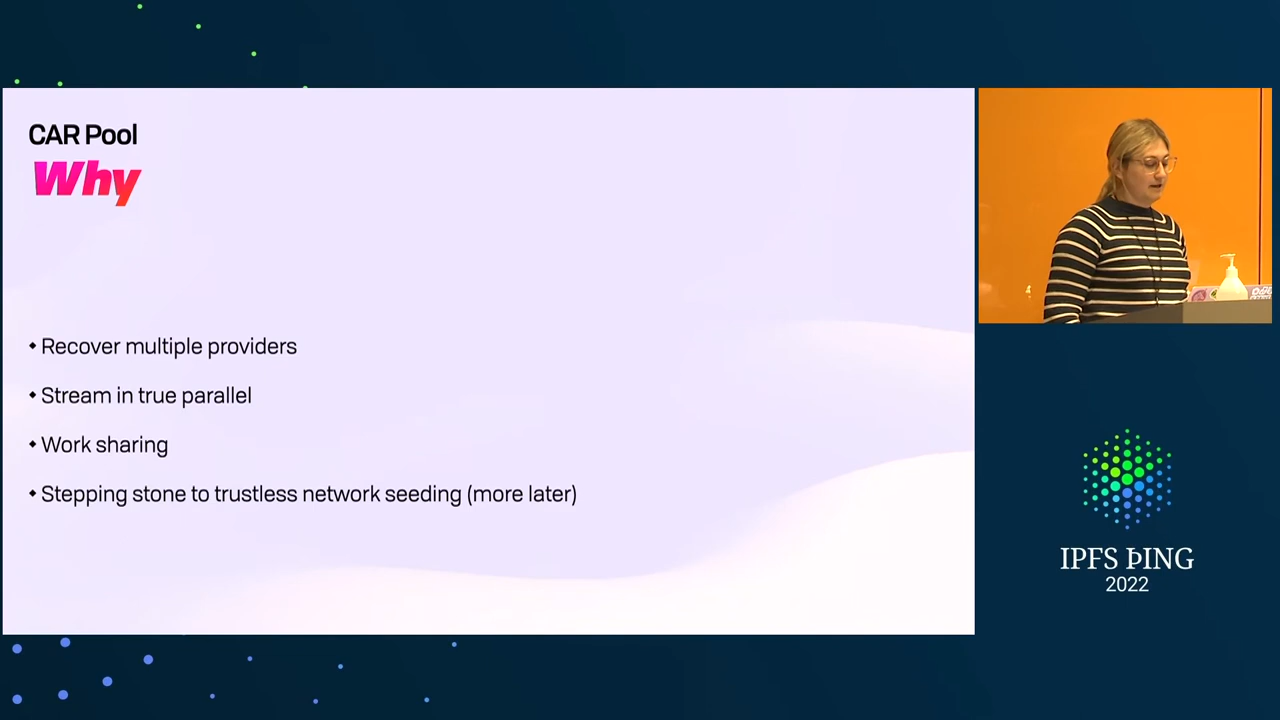 CAR Pool
Why
• Recover multiple providers
• Stream in true parallel
• Work sharing
• Stepping stone to trustless network seeding (more later)
IPFS ÞING
2022